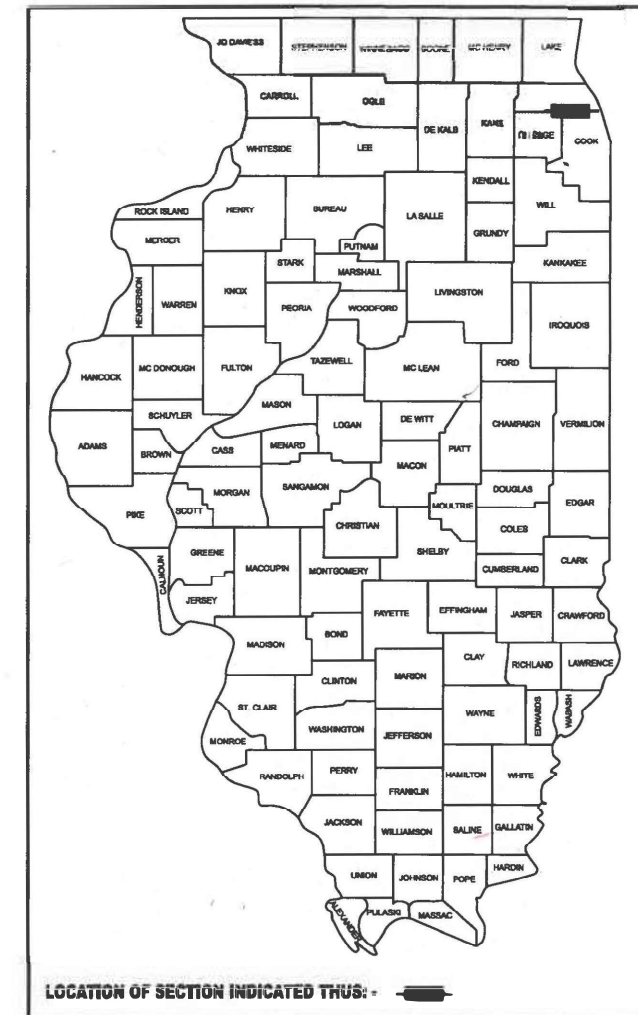 JO DAVIESS STEPHENSON WINNEBAGO BOONE MC HENRY LAKE
CARROLL OGLE DE KALB KANE COOK
WHITESIDE LEE
KENDALL WILL
ROCK ISLAND HENRY BUREAU LA SALLE GRUNDY
MERCER PUTNAM KANKAKEE
STARK MARSHALL
HENDERSON WARREN KNOX PEORIA WOODFORD LIVINGSTON IROQUOIS
HANCOCK MC DONOUGH FULTON TAZEWELL MC LEAN FORD
SCHUYLER MASON LOGAN DE WITT CHAMPAIGN VERMILION
ADAMS BROWN CASS MENARD MACON PIATT
PIKE SCOTT MORGAN SANGAMON CHRISTIAN MOULTRIE DOUGLAS EDGAR
COLES
CALHOUN GREENE MACOUPIN MONTGOMERY SHELBY CUMBERLAND CLARK
JERSEY FAYETTE EFFINGHAM JASPER CRAWFORD
MADISON BOND CLAY RICHLAND LAWRENCE
CLINTON MARION
ST. CLAIR WAYNE EDWARDS WABASH
MONROE WASHINGTON JEFFERSON
RANDOLPH PERRY HAMILTON WHITE
FRANKLIN
JACKSON WILLIAMSON SALINE GALLATIN
UNION JOHNSON POPE HARDIN
ALEXANDER PULASKI MASSAC
LOCATION OF SECTION INDICATED THUS: -